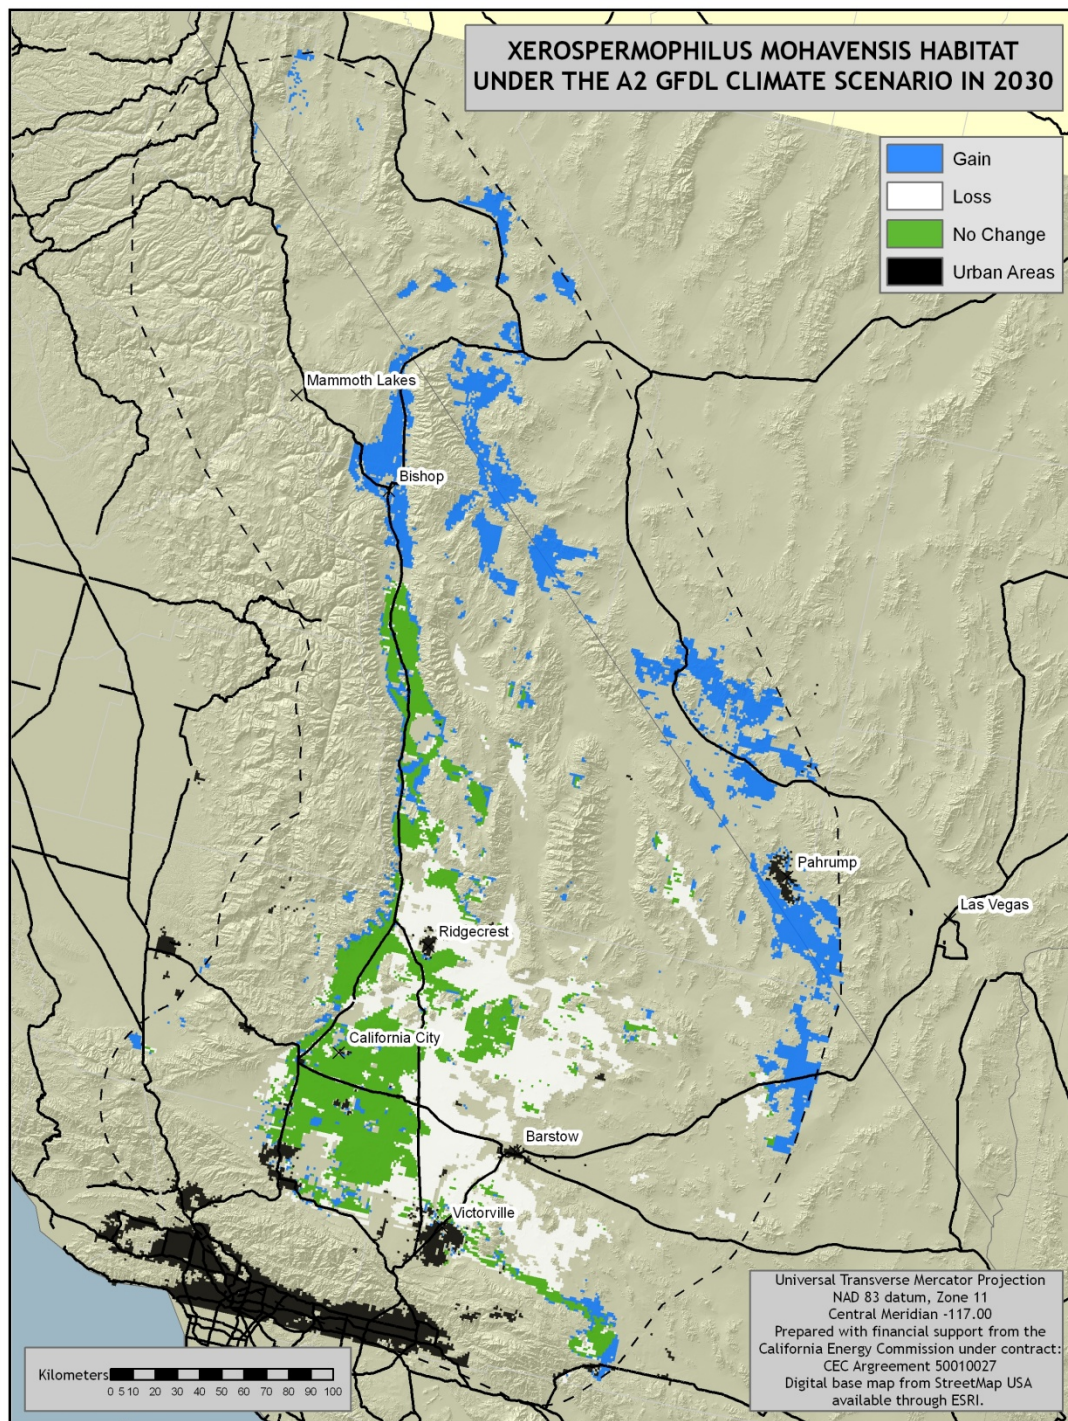 XEROSPERMOPHILUS MOHAVENSIS HABITAT
UNDER THE A2 GFDL CLIMATE SCENARIO IN 2030
Gain
Loss
No Change
Urban Areas
Mammoth Lakes
Bishop
Pahrump
Las Vegas
Ridgecrest
California City
Barstow
Victorville
Universal Transverse Mercator Projection
NAD 83 datum, Zone 11
Central Meridian -117.00
Prepared with financial support from the
California Energy Commission under contract:
CEC Argreement 50010027
Digital base map from StreetMap USA
available through ESRI.
Kilometers
0 5 10 20 30 40 50 60 70 80 90 100